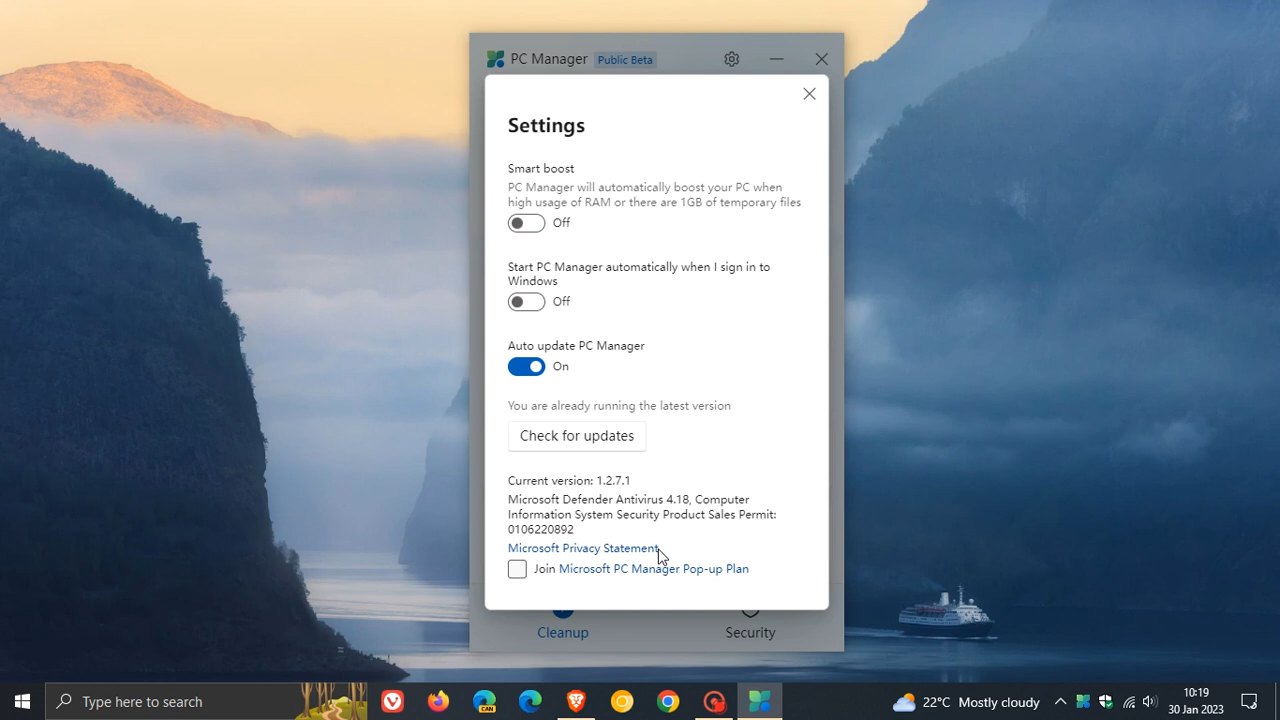 PC Manager Public Beta
Settings
Smart boost
PC Manager will automatically boost your PC when
high usage of RAM or there are 1GB of temporary files
Off
Start PC Manager automatically when I sign in to
Windows
Off
Auto update PC Manager
On
You are already running the latest version
Check for updates
Current version: 1.2.7.1
Microsoft Defender Antivirus 4.18, Computer
Information System Security Product Sales Permit:
0106220892
Microsoft Privacy Statement
Join Microsoft PC Manager Pop-up Plan
Cleanup Security
Type here to search
CAN
22°C Mostly cloudy
10:19
30 Jan 2023